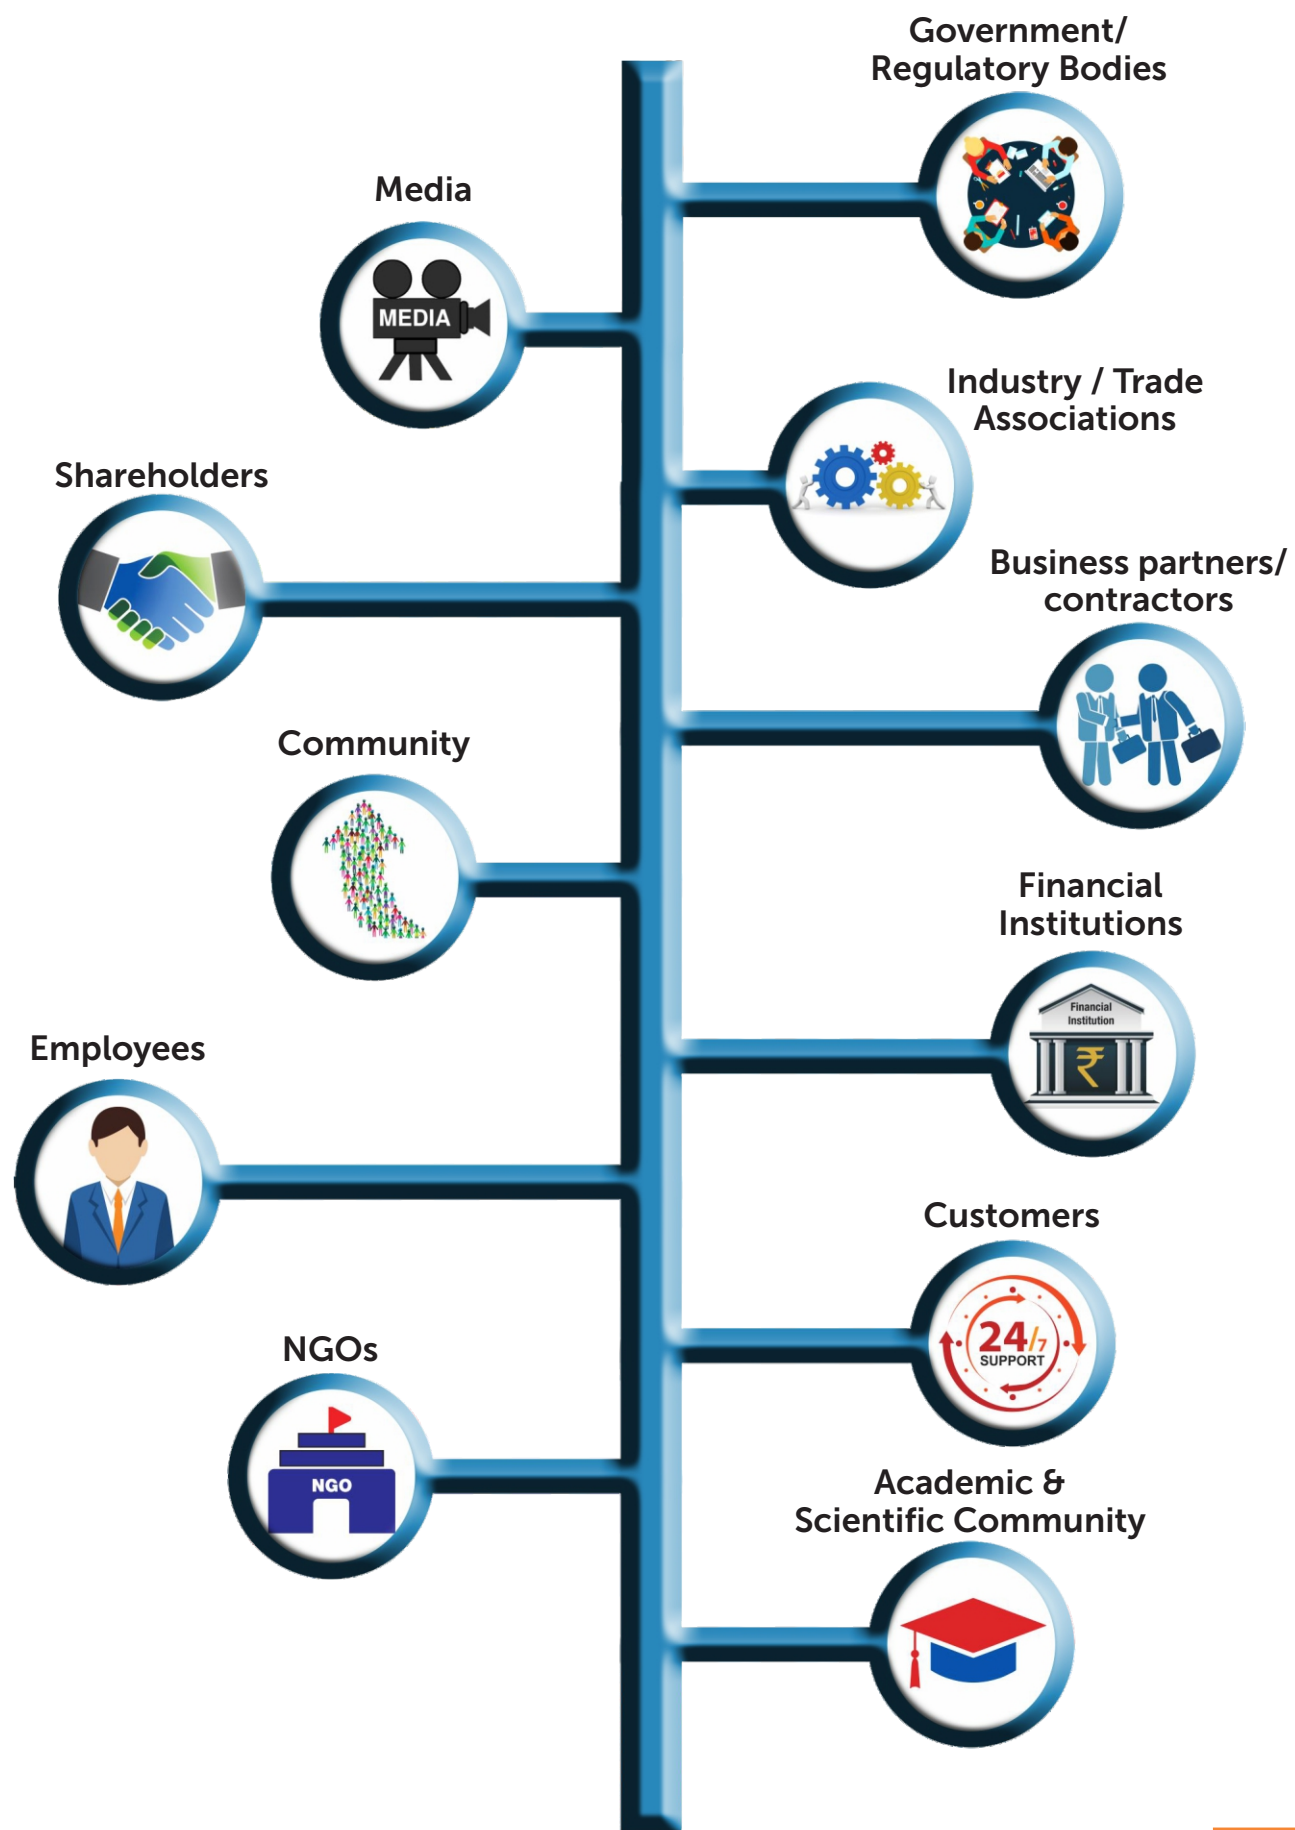 Government/
Regulatory Bodies
Media
MEDIA
Industry / Trade
Associations
Shareholders
Business partners/
contractors
Community
Financial
Institutions
Financial
Institution
₹
Employees
Customers
24/7
SUPPORT
NGOs
NGO
Academic &
Scientific Community